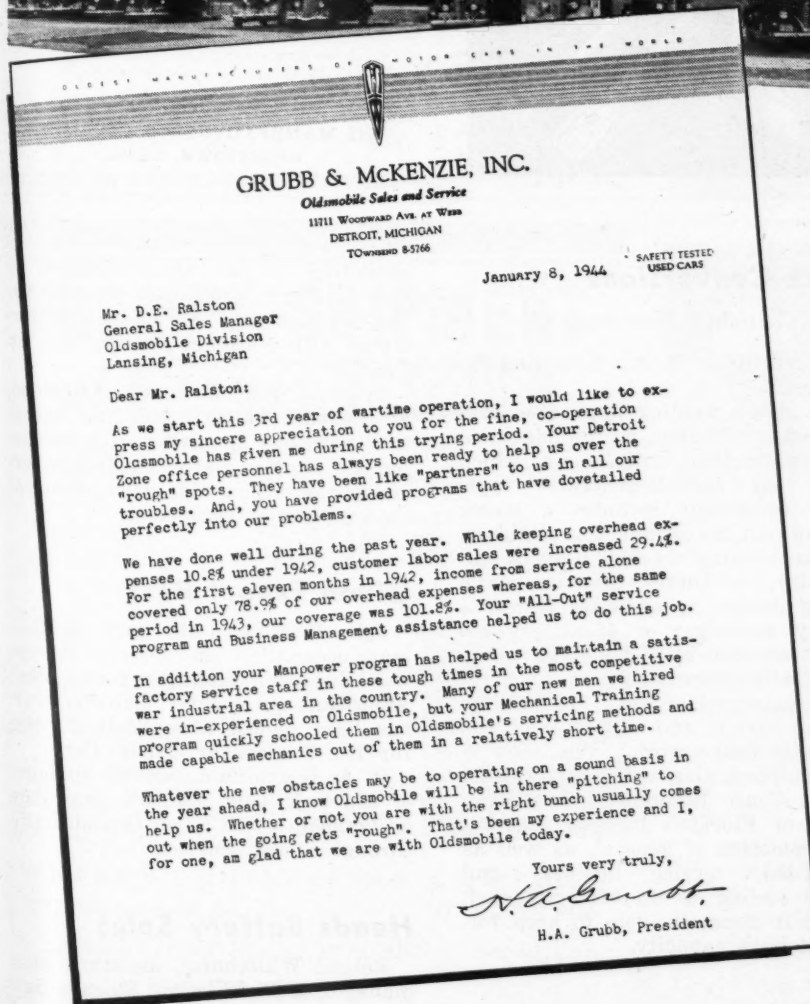 OLDEST MANUFACTURERS OF MOTOR CARS IN THE WORLD
GRUBB & McKENZIE, INC.
Oldsmobile Sales and Service
11711 WOODWARD AVE. AT WEBB
DETROIT, MICHIGAN
TOWNSEND 8-5766
SAFETY TESTED
USED CARS
January 8, 1944
Mr. D.E. Ralston
General Sales Manager
Oldsmobile Division
Lansing, Michigan
Dear Mr. Ralston:
As we start this 3rd year of wartime operation, I would like to ex-
press my sincere appreciation to you for the fine, co-operation
Oldsmobile has given me during this trying period. Your Detroit
Zone office personnel has always been ready to help us over the
"rough" spots. They have been like "partners" to us in all our
troubles. And, you have provided programs that have dovetailed
perfectly into our problems.
We have done well during the past year. While keeping overhead ex-
penses 10.8% under 1942, customer labor sales were increased 29.4%.
For the first eleven months in 1942, income from service alone
covered only 78.9% of our overhead expenses whereas, for the same
period in 1943, our coverage was 101.8%. Your "All-Out" service
program and Business Management assistance helped us to do this job.
In addition your Manpower program has helped us to maintain a satis-
factory service staff in these tough times in the most competitive
war industrial area in the country. Many of our new men we hired
were in-experienced on Oldsmobile, but your Mechanical Training
program quickly schooled them in Oldsmobile's servicing methods and
made capable mechanics out of them in a relatively short time.
Whatever the new obstacles may be to operating on a sound basis in
the year ahead, I know Oldsmobile will be in there "pitching" to
help us. Whether or not you are with the right bunch usually comes
out when the going gets "rough". That's been my experience and I,
for one, am glad that we are with Oldsmobile today.
Yours very truly,
H.A. Grubb
H.A. Grubb, President